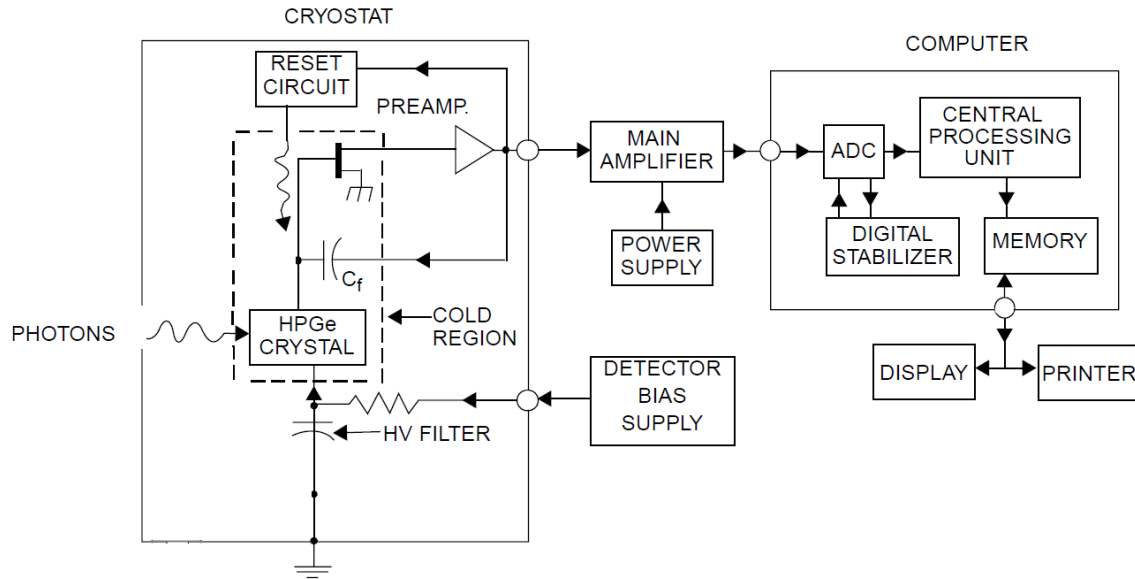 CRYOSTAT
RESET
CIRCUIT
PREAMP.
COMPUTER
MAIN
AMPLIFIER
ADC
CENTRAL
PROCESSING
UNIT
POWER
SUPPLY
DIGITAL
STABILIZER
MEMORY
Cf
PHOTONS
HPGe
CRYSTAL
COLD
REGION
DETECTOR
BIAS
SUPPLY
HV FILTER
DISPLAY
PRINTER